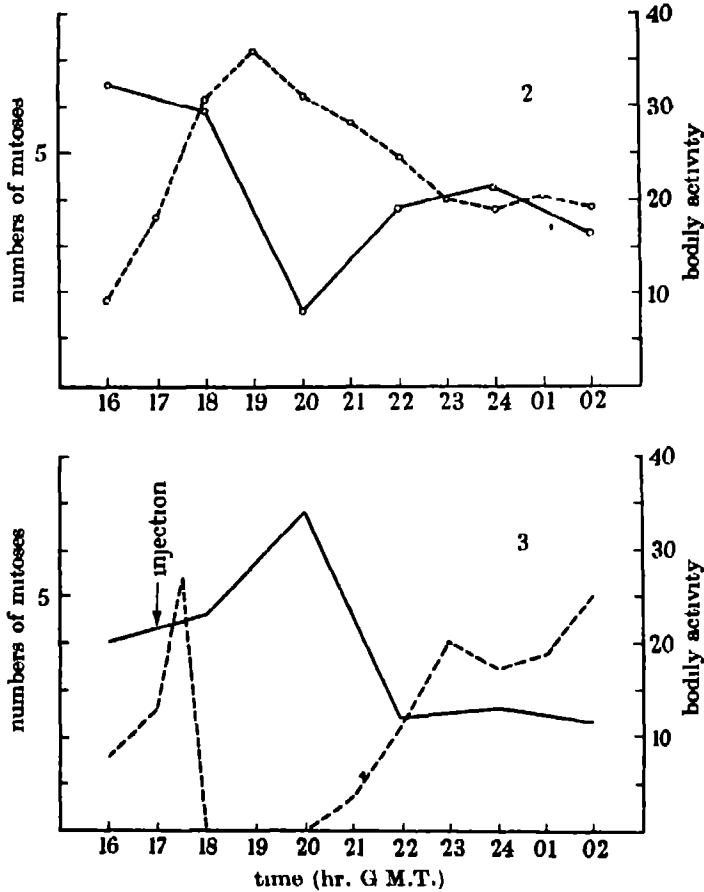 40
2
30
5
20
10
numbers of mitoses
bodily activity
16 17 18 19 20 21 22 23 24 01 02
40
injection
3
30
5
20
10
numbers of mitoses
bodily activity
16 17 18 19 20 21 22 23 24 01 02
time (hr. G M.T.)